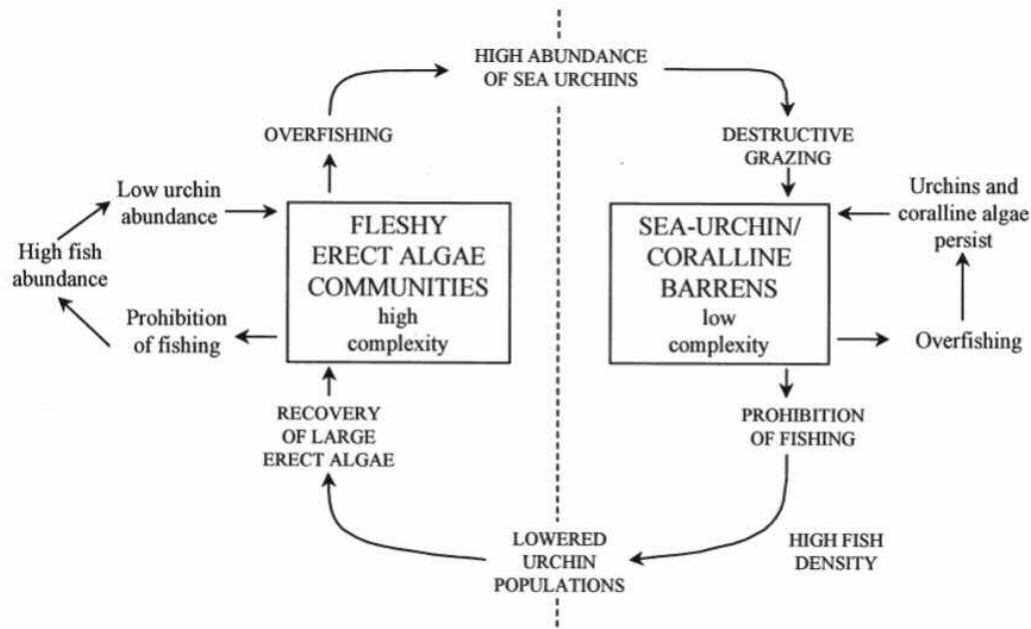 HIGH ABUNDANCE
OF SEA URCHINS
OVERFISHING
DESTRUCTIVE
GRAZING
Low urchin
abundance
High fish
abundance
Prohibition
of fishing
FLESHY
ERECT ALGAE
COMMUNITIES
high
complexity
SEA-URCHIN/
CORALLINE
BARRENS
low
complexity
Urchins and
coralline algae
persist
Overfishing
RECOVERY
OF LARGE
ERECT ALGAE
PROHIBITION
OF FISHING
LOWERED
URCHIN
POPULATIONS
HIGH FISH
DENSITY